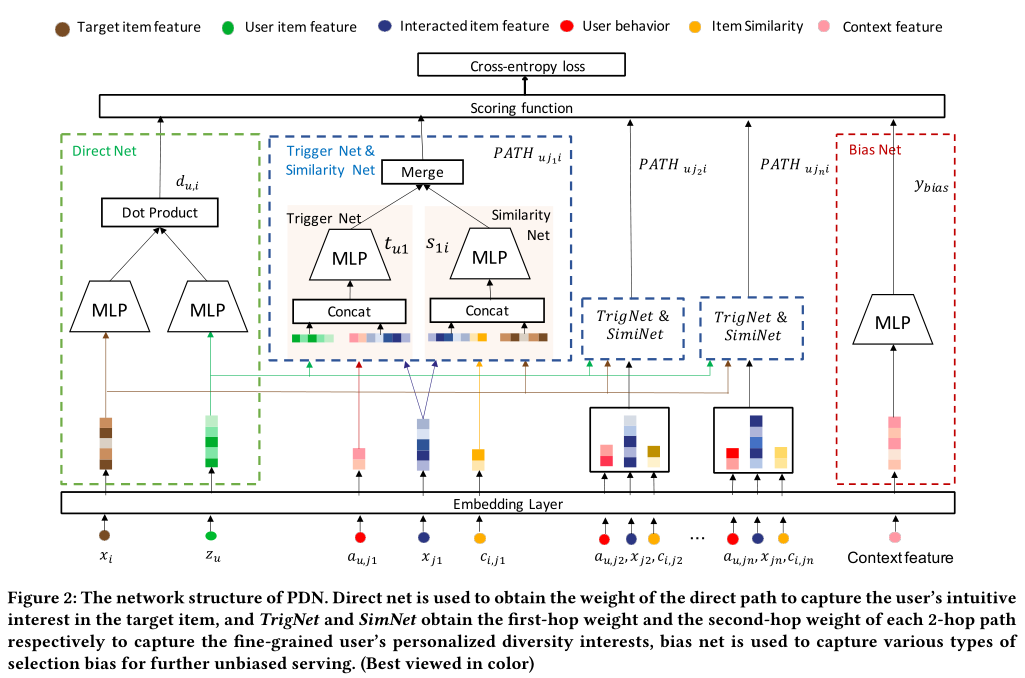 Target item feature User item feature Interacted item feature User behavior Item Similarity Context feature
Cross-entropy loss
Scoring function
Direct Net
d_{u,i}
Dot Product
MLP
MLP
Trigger Net &
Similarity Net
PATH_{uj_1i}
Merge
Trigger Net
Similarity
Net
t_{u1}
s_{1i}
MLP
MLP
Concat
Concat
PATH_{uj_2i}
PATH_{uj_ni}
TrigNet &
SimiNet
TrigNet &
SimiNet
Bias Net
y_{bias}
MLP
Embedding Layer
x_i z_u a_{u,j1} x_{j1} c_{i,j1} a_{u,j2}, x_{j2}, c_{i,j2} ... a_{u,jn}, x_{jn}, c_{i,jn} Context feature
Figure 2: The network structure of PDN. Direct net is used to obtain the weight of the direct path to capture the user's intuitive
interest in the target item, and TrigNet and SimNet obtain the first-hop weight and the second-hop weight of each 2-hop path
respectively to capture the fine-grained user's personalized diversity interests, bias net is used to capture various types of
selection bias for further unbiased serving. (Best viewed in color)